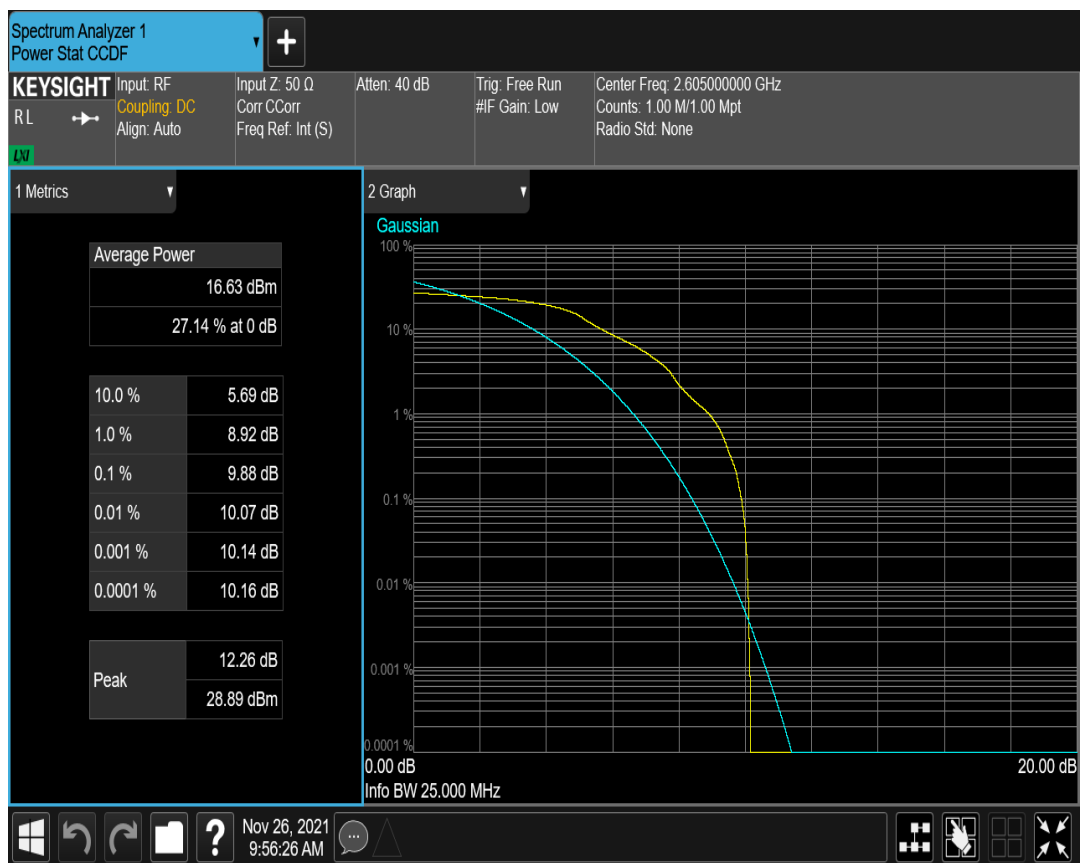 Spectrum Analyzer 1
Power Stat CCDF
KEYSIGHT
RL
LXI
Input: RF
Coupling: DC
Align: Auto
Input Z: 50 Ω
Corr CCorr
Freq Ref: Int (S)
Atten: 40 dB
Trig: Free Run
#IF Gain: Low
Center Freq: 2.605000000 GHz
Counts: 1.00 M/1.00 Mpt
Radio Std: None
1 Metrics
Average Power
16.63 dBm
27.14 % at 0 dB
10.0 % 5.69 dB
1.0 % 8.92 dB
0.1 % 9.88 dB
0.01 % 10.07 dB
0.001 % 10.14 dB
0.0001 % 10.16 dB
Peak
12.26 dB
28.89 dBm
2 Graph
Gaussian
100 %
10 %
1 %
0.1 %
0.01 %
0.001 %
0.0001 %
0.00 dB 20.00 dB
Info BW 25.000 MHz
?
Nov 26, 2021
9:56:26 AM